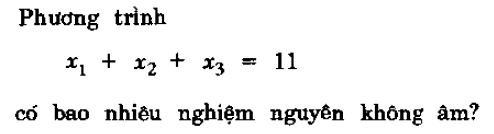 Phương trình
x₁ + x₂ + x₃ = 11
có bao nhiêu nghiệm nguyên không âm?